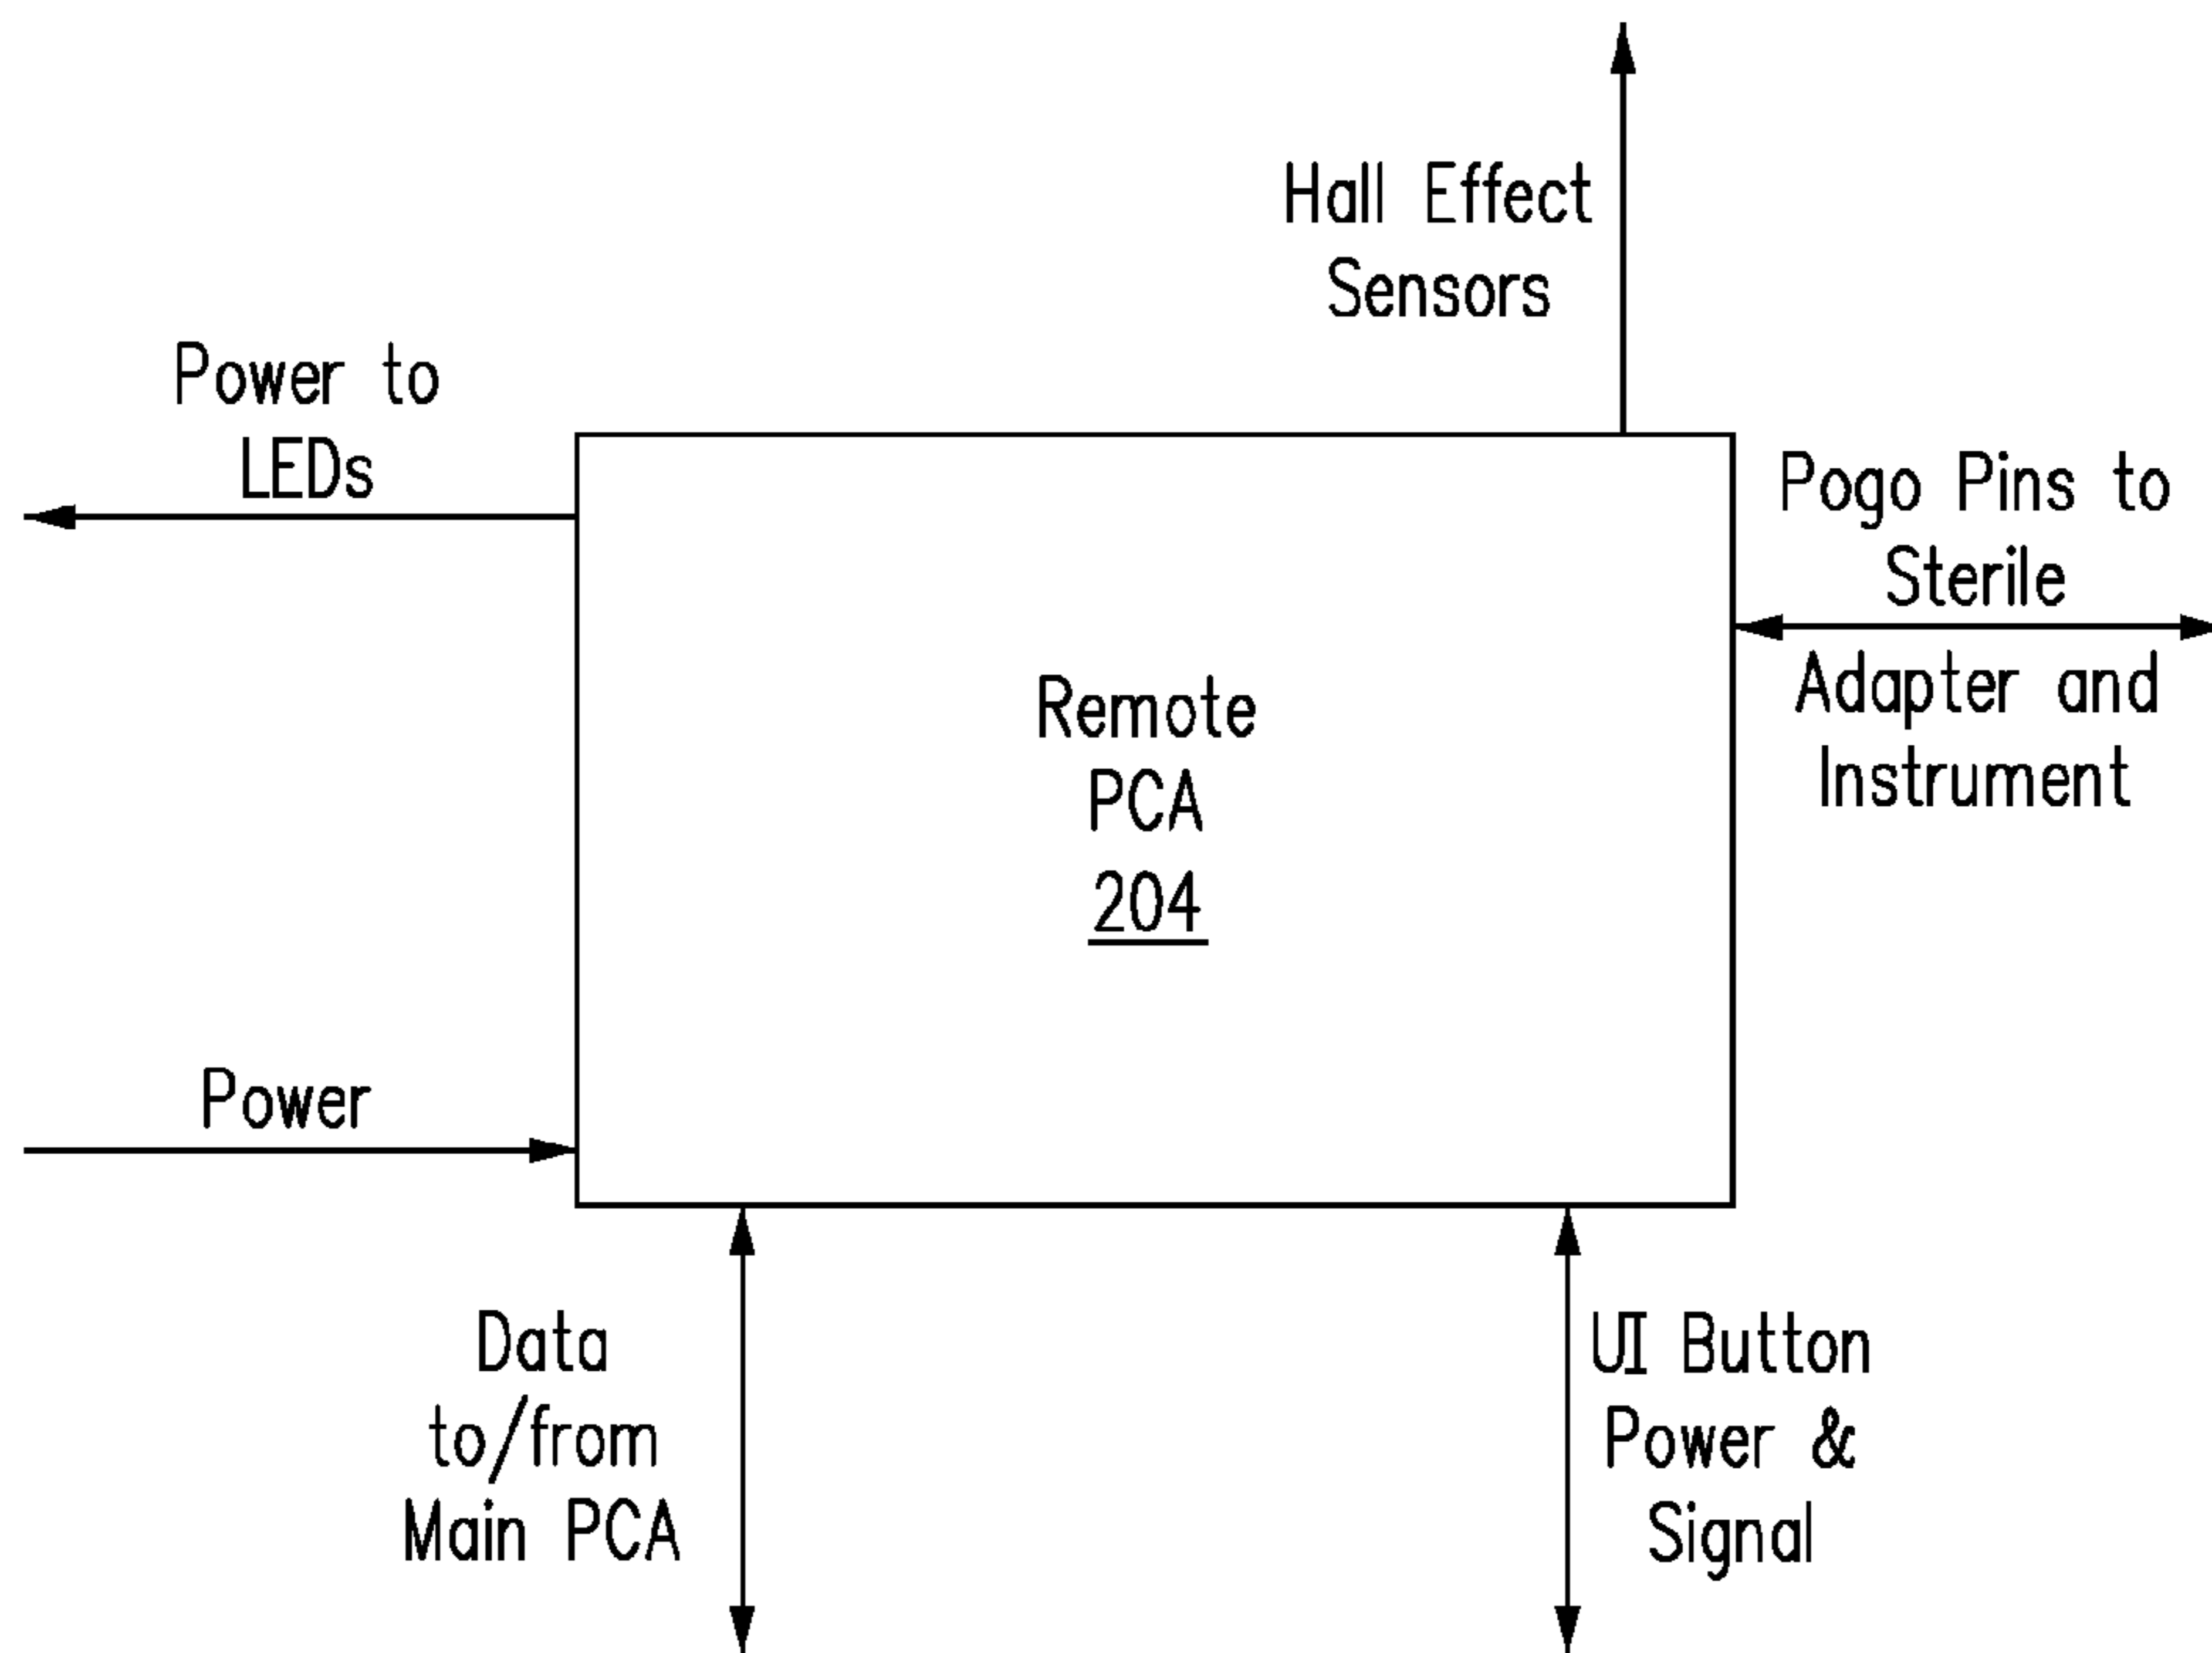 Hall Effect
Sensors
Power to
LEDs
Pogo Pins to
Sterile
Adapter and
Instrument
Remote
PCA
204
Power
Data
to/from
Main PCA
UI Button
Power &
Signal